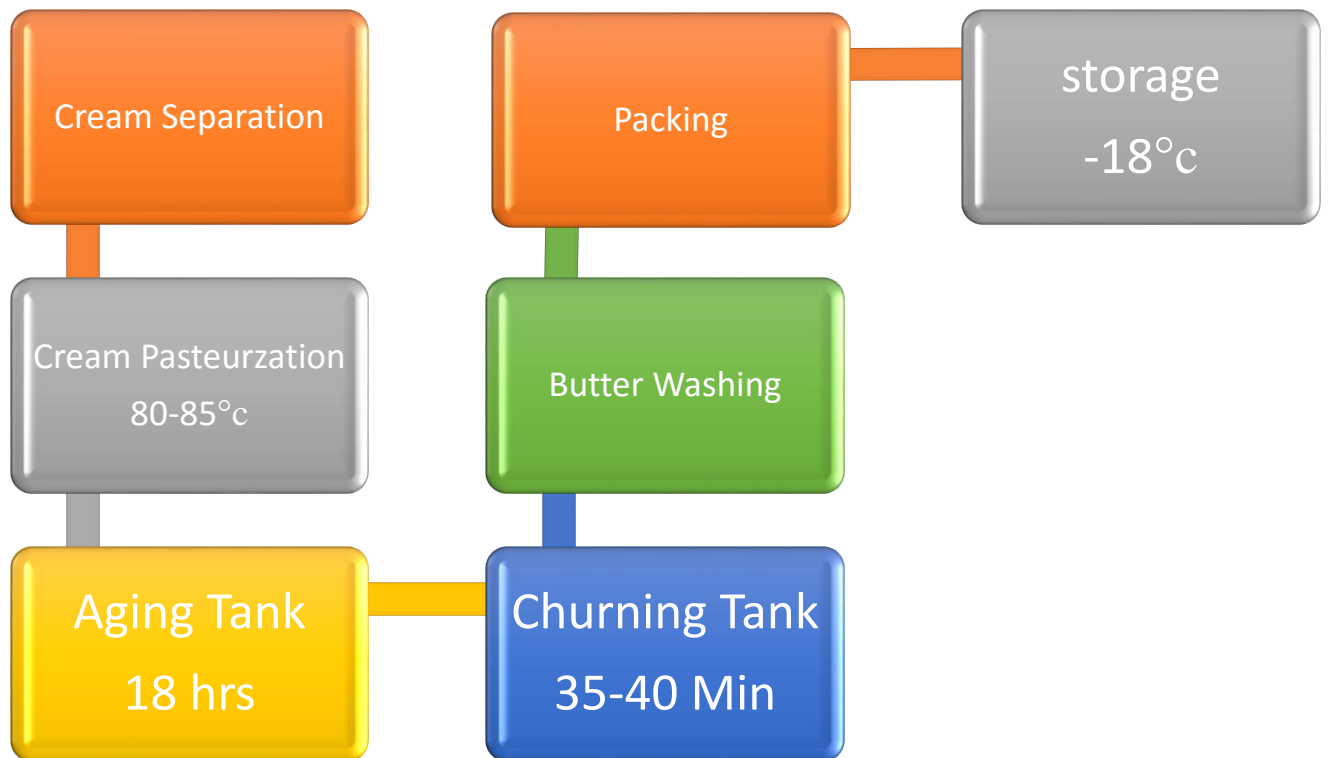 Cream Separation
Cream Pasteurzation
80-85°c
Aging Tank
18 hrs
Churning Tank
35-40 Min
Butter Washing
Packing
storage
-18°c